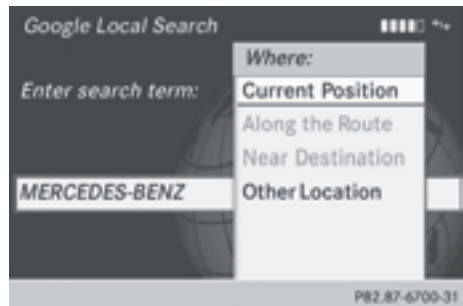 Google Local Search
Where:
Enter search term:
Current Position
Along the Route
Near Destination
MERCEDES-BENZ
Other Location
P82.87-6700-31